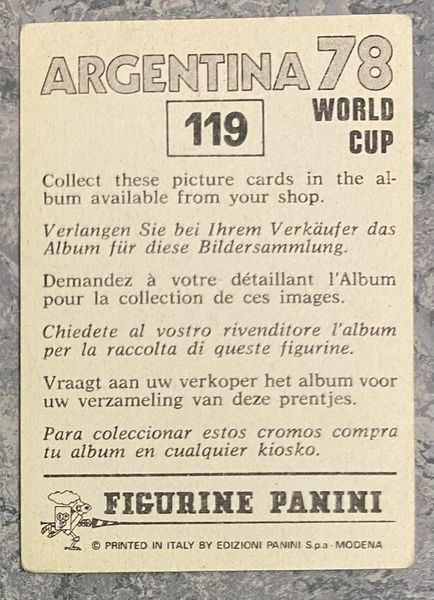 ARGENTINA 78
119
WORLD
CUP
Collect these picture cards in the al-
bum available from your shop.
Verlangen Sie bei Ihrem Verkäufer das
Album für diese Bildersammlung.
Demandez à votre détaillant l'Album
pour la collection de ces images.
Chiedete al vostro rivenditore l'album
per la raccolta di queste figurine.
Vraagt aan uw verkoper het album voor
uw verzameling van deze prentjes.
Para coleccionar estos cromos compra
tu album en cualquier kiosko.
FIGURINE PANINI
© PRINTED IN ITALY BY EDIZIONI PANINI S.p.a - MODENA